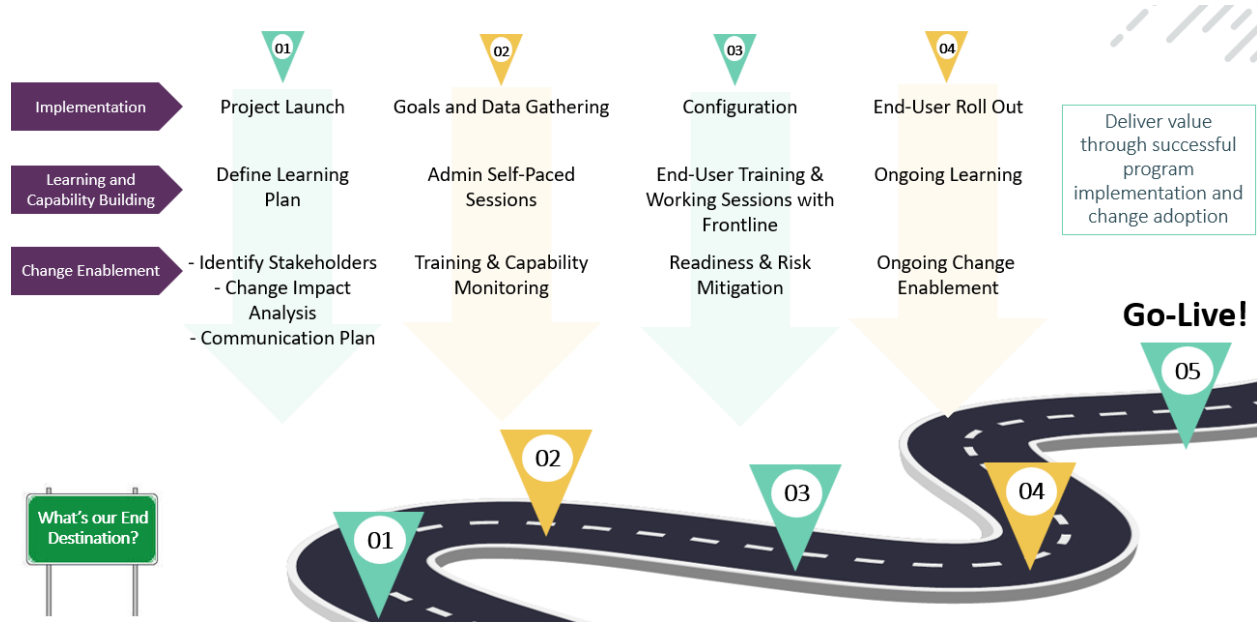 01
02
03
04
Implementation
Project Launch
Goals and Data Gathering
Configuration
End-User Roll Out
Deliver value
through successful
program
implementation and
change adoption
Learning and
Capability Building
Define Learning
Plan
Admin Self-Paced
Sessions
End-User Training &
Working Sessions with
Frontline
Ongoing Learning
Change Enablement
- Identify Stakeholders
- Change Impact
Analysis
- Communication Plan
Training & Capability
Monitoring
Readiness & Risk
Mitigation
Ongoing Change
Enablement
Go-Live!
05
02
03
04
01
What's our End
Destination?